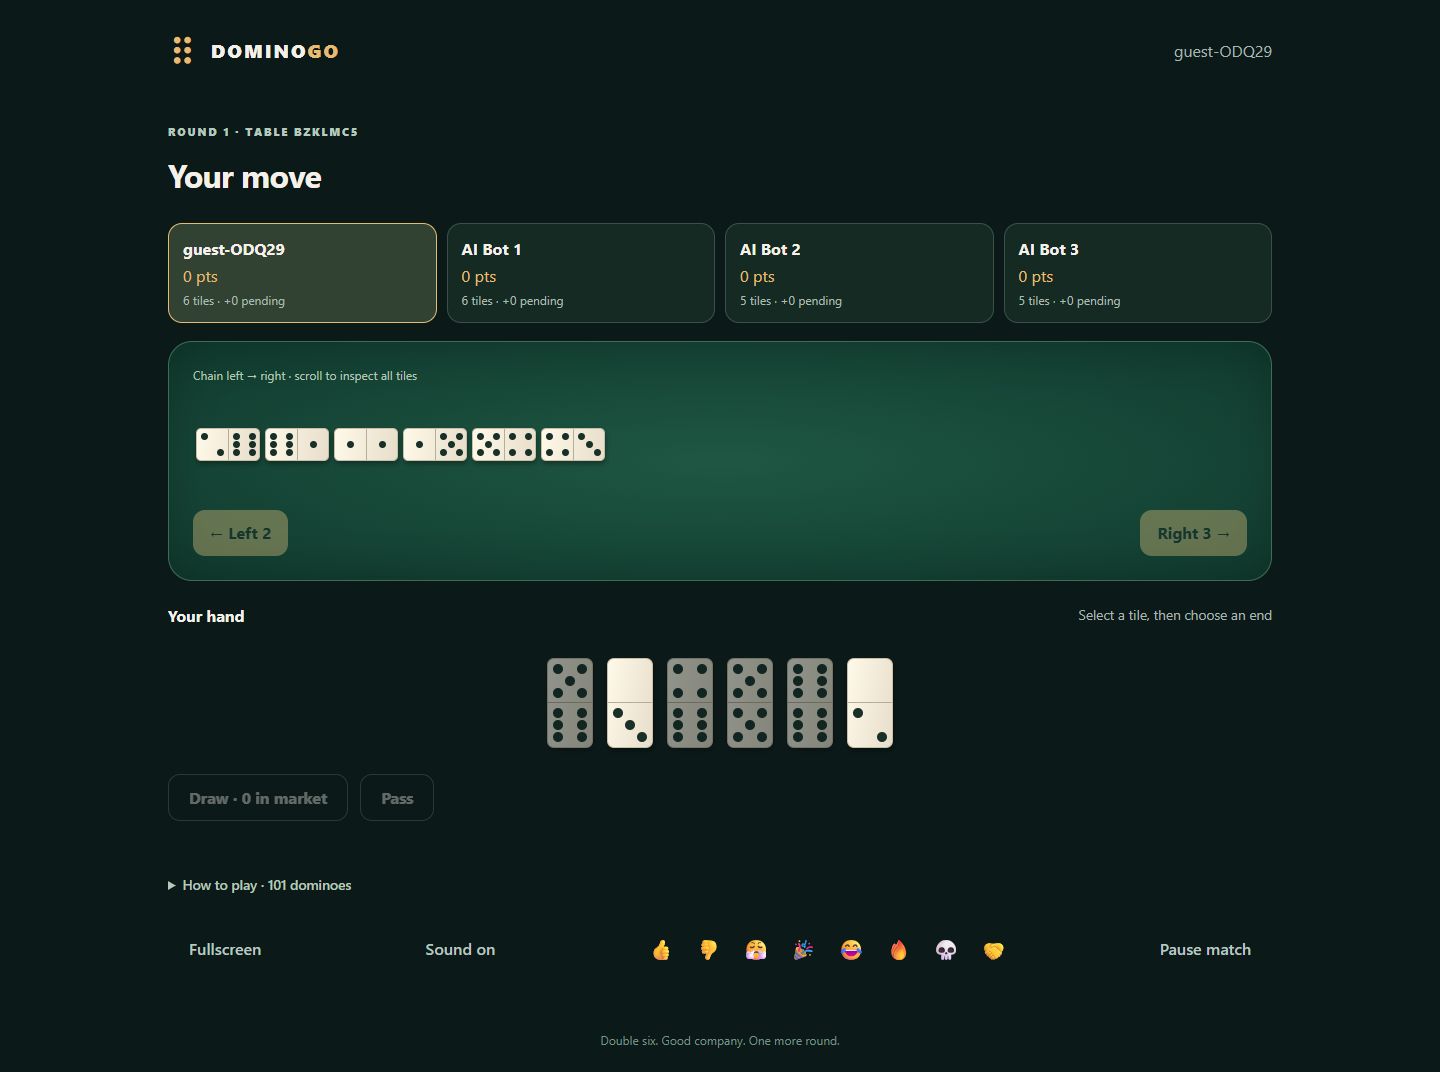 DOMINOGO
guest-ODQ29
ROUND 1 · TABLE BZKLMC5
Your move
guest-ODQ29
0 pts
6 tiles · +0 pending
AI Bot 1
0 pts
6 tiles · +0 pending
AI Bot 2
0 pts
5 tiles · +0 pending
AI Bot 3
0 pts
5 tiles · +0 pending
Chain left → right · scroll to inspect all tiles
← Left 2
Right 3 →
Your hand
Select a tile, then choose an end
Draw · 0 in market
Pass
▶ How to play · 101 dominoes
Fullscreen
Sound on
👍 👎 😤 🎉 😂 🔥 💀 🤝
Pause match
Double six. Good company. One more round.